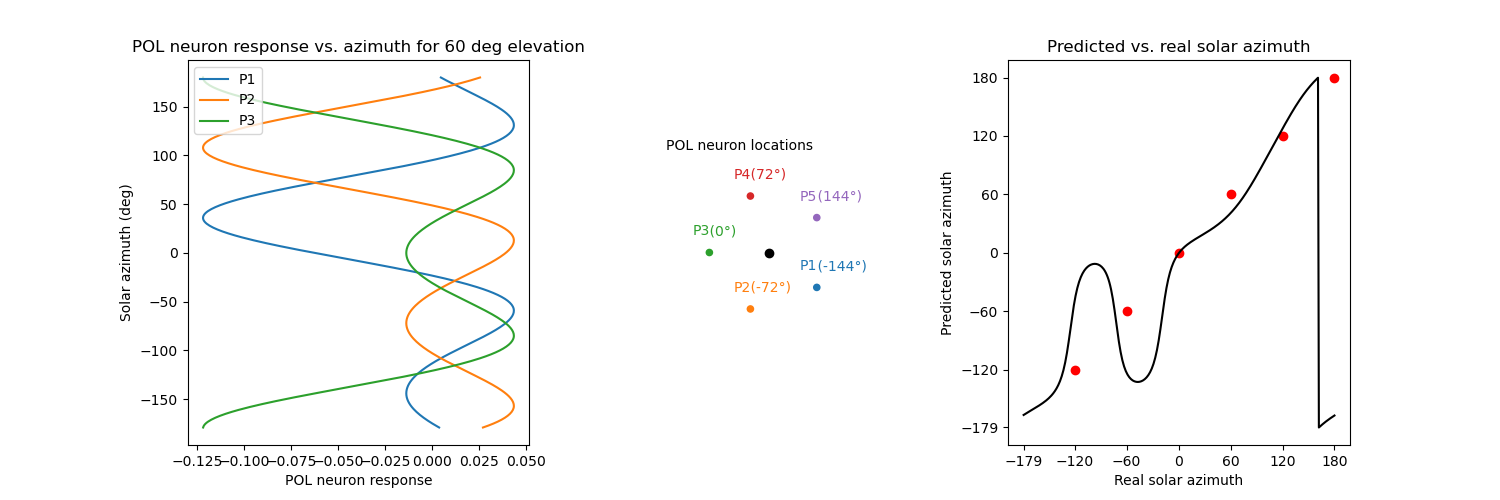 POL neuron response vs. azimuth for 60 deg elevation
P1
P2
P3
150
100
50
0
−50
−100
−150
Solar azimuth (deg)
−0.125 −0.100 −0.075 −0.050 −0.025 0.000 0.025 0.050
POL neuron response
POL neuron locations
P4(72°)
P5(144°)
P3(0°)
P1(-144°)
P2(-72°)
Predicted vs. real solar azimuth
180
120
60
0
−60
−120
−179
Predicted solar azimuth
−179 −120 −60 0 60 120 180
Real solar azimuth